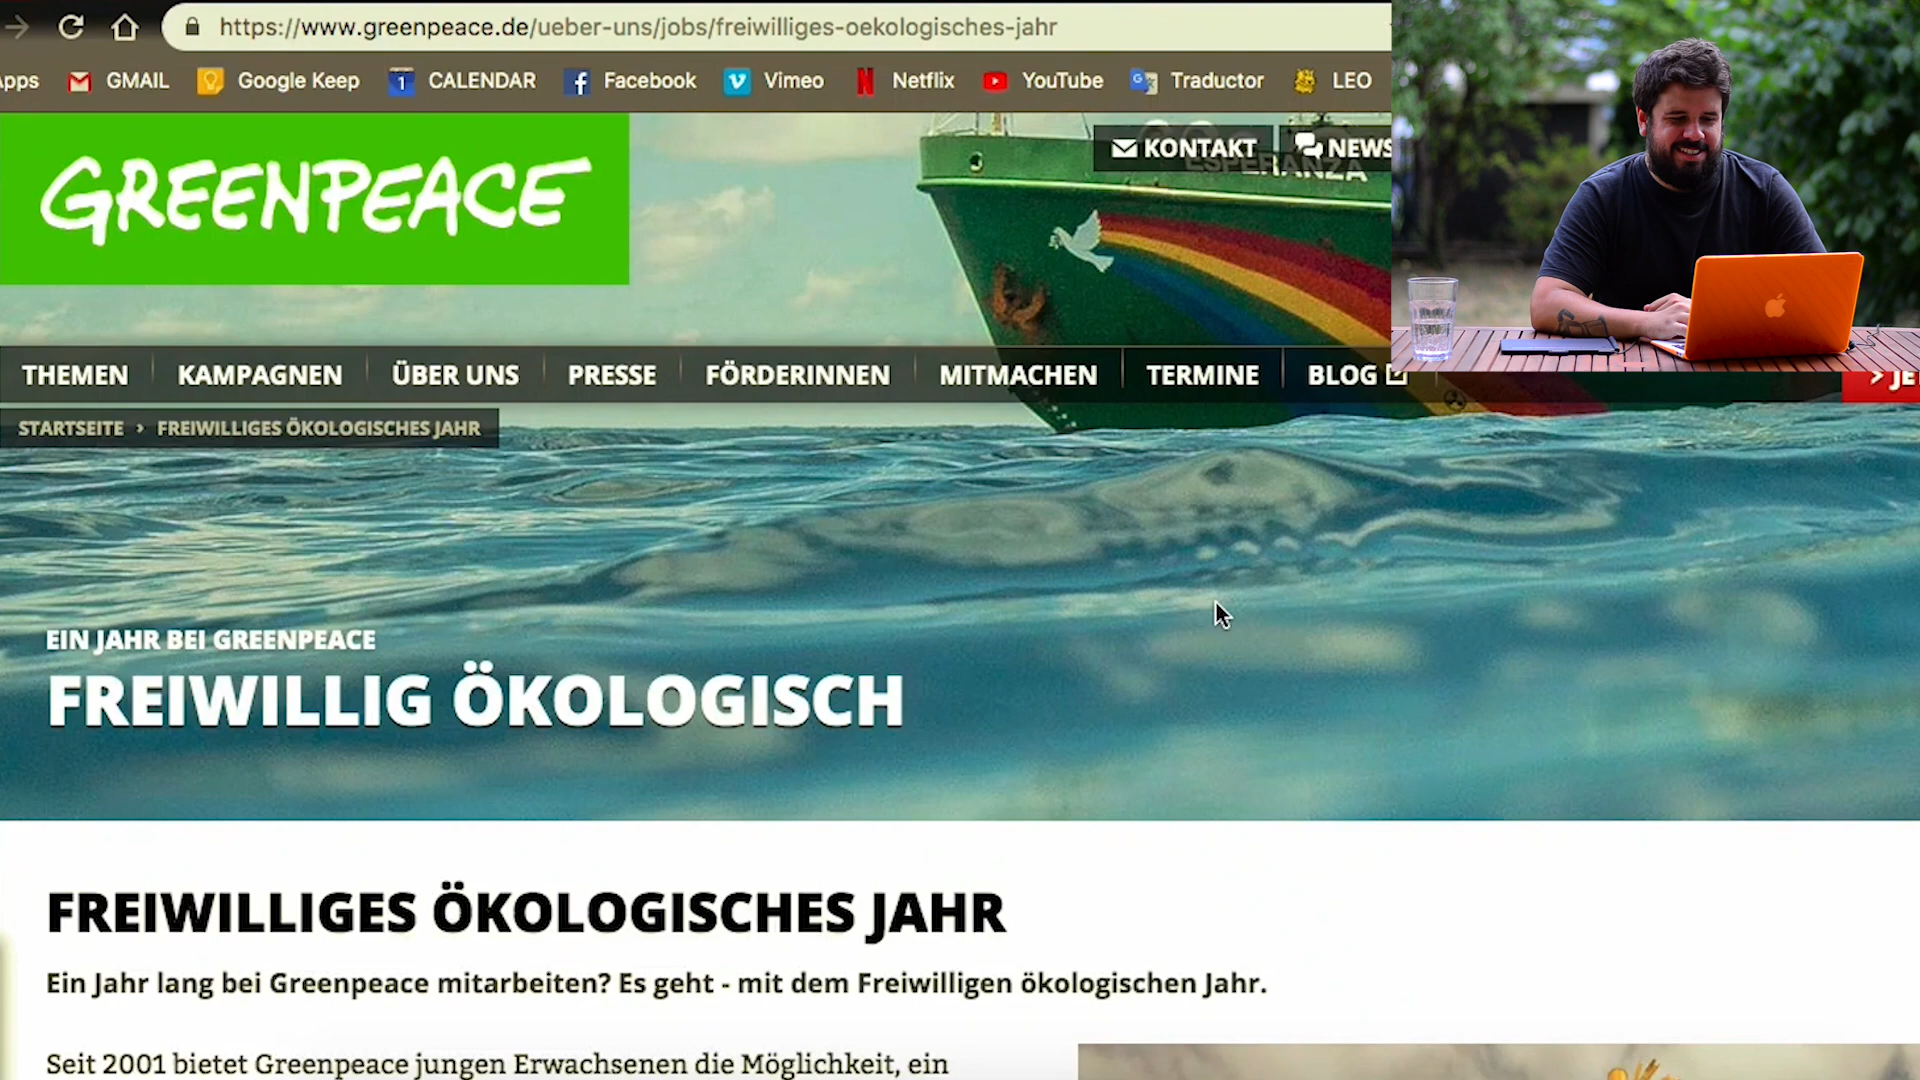 https://www.greenpeace.de/ueber-uns/jobs/freiwilliges-oekologisches-jahr
GMAIL Google Keep 1 CALENDAR Facebook Vimeo Netflix YouTube Traductor LEO
GREENPEACE
KONTAKT
ESPERANZA
THEMEN KAMPAGNEN ÜBER UNS PRESSE FÖRDERINNEN MITMACHEN TERMINE BLOG
STARTSEITE › FREIWILLIGES ÖKOLOGISCHES JAHR
EIN JAHR BEI GREENPEACE
FREIWILLIG ÖKOLOGISCH
FREIWILLIGES ÖKOLOGISCHES JAHR
Ein Jahr lang bei Greenpeace mitarbeiten? Es geht - mit dem Freiwilligen ökologischen Jahr.
Seit 2001 bietet Greenpeace jungen Erwachsenen die Möglichkeit, ein